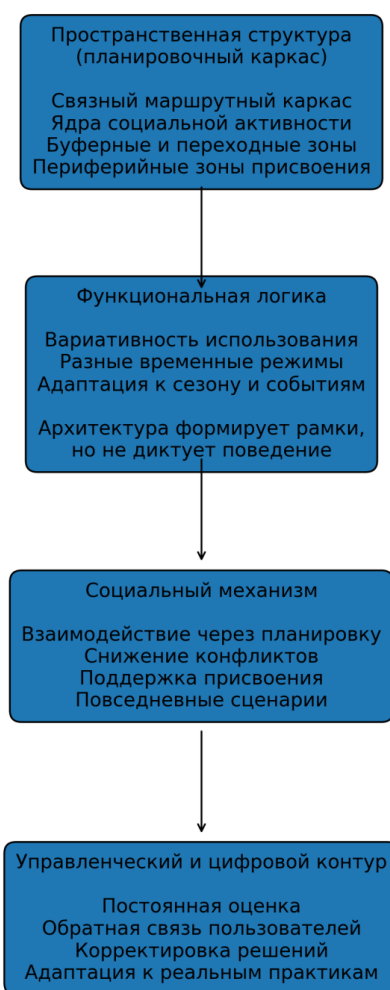 Пространственная структура
(планировочный каркас)
Связный маршрутный каркас
Ядра социальной активности
Буферные и переходные зоны
Периферийные зоны присвоения
Функциональная логика
Вариативность использования
Разные временные режимы
Адаптация к сезону и событиям
Архитектура формирует рамки,
но не диктует поведение
Социальный механизм
Взаимодействие через планировку
Снижение конфликтов
Поддержка присвоения
Повседневные сценарии
Управленческий и цифровой контур
Постоянная оценка
Обратная связь пользователей
Корректировка решений
Адаптация к реальным практикам